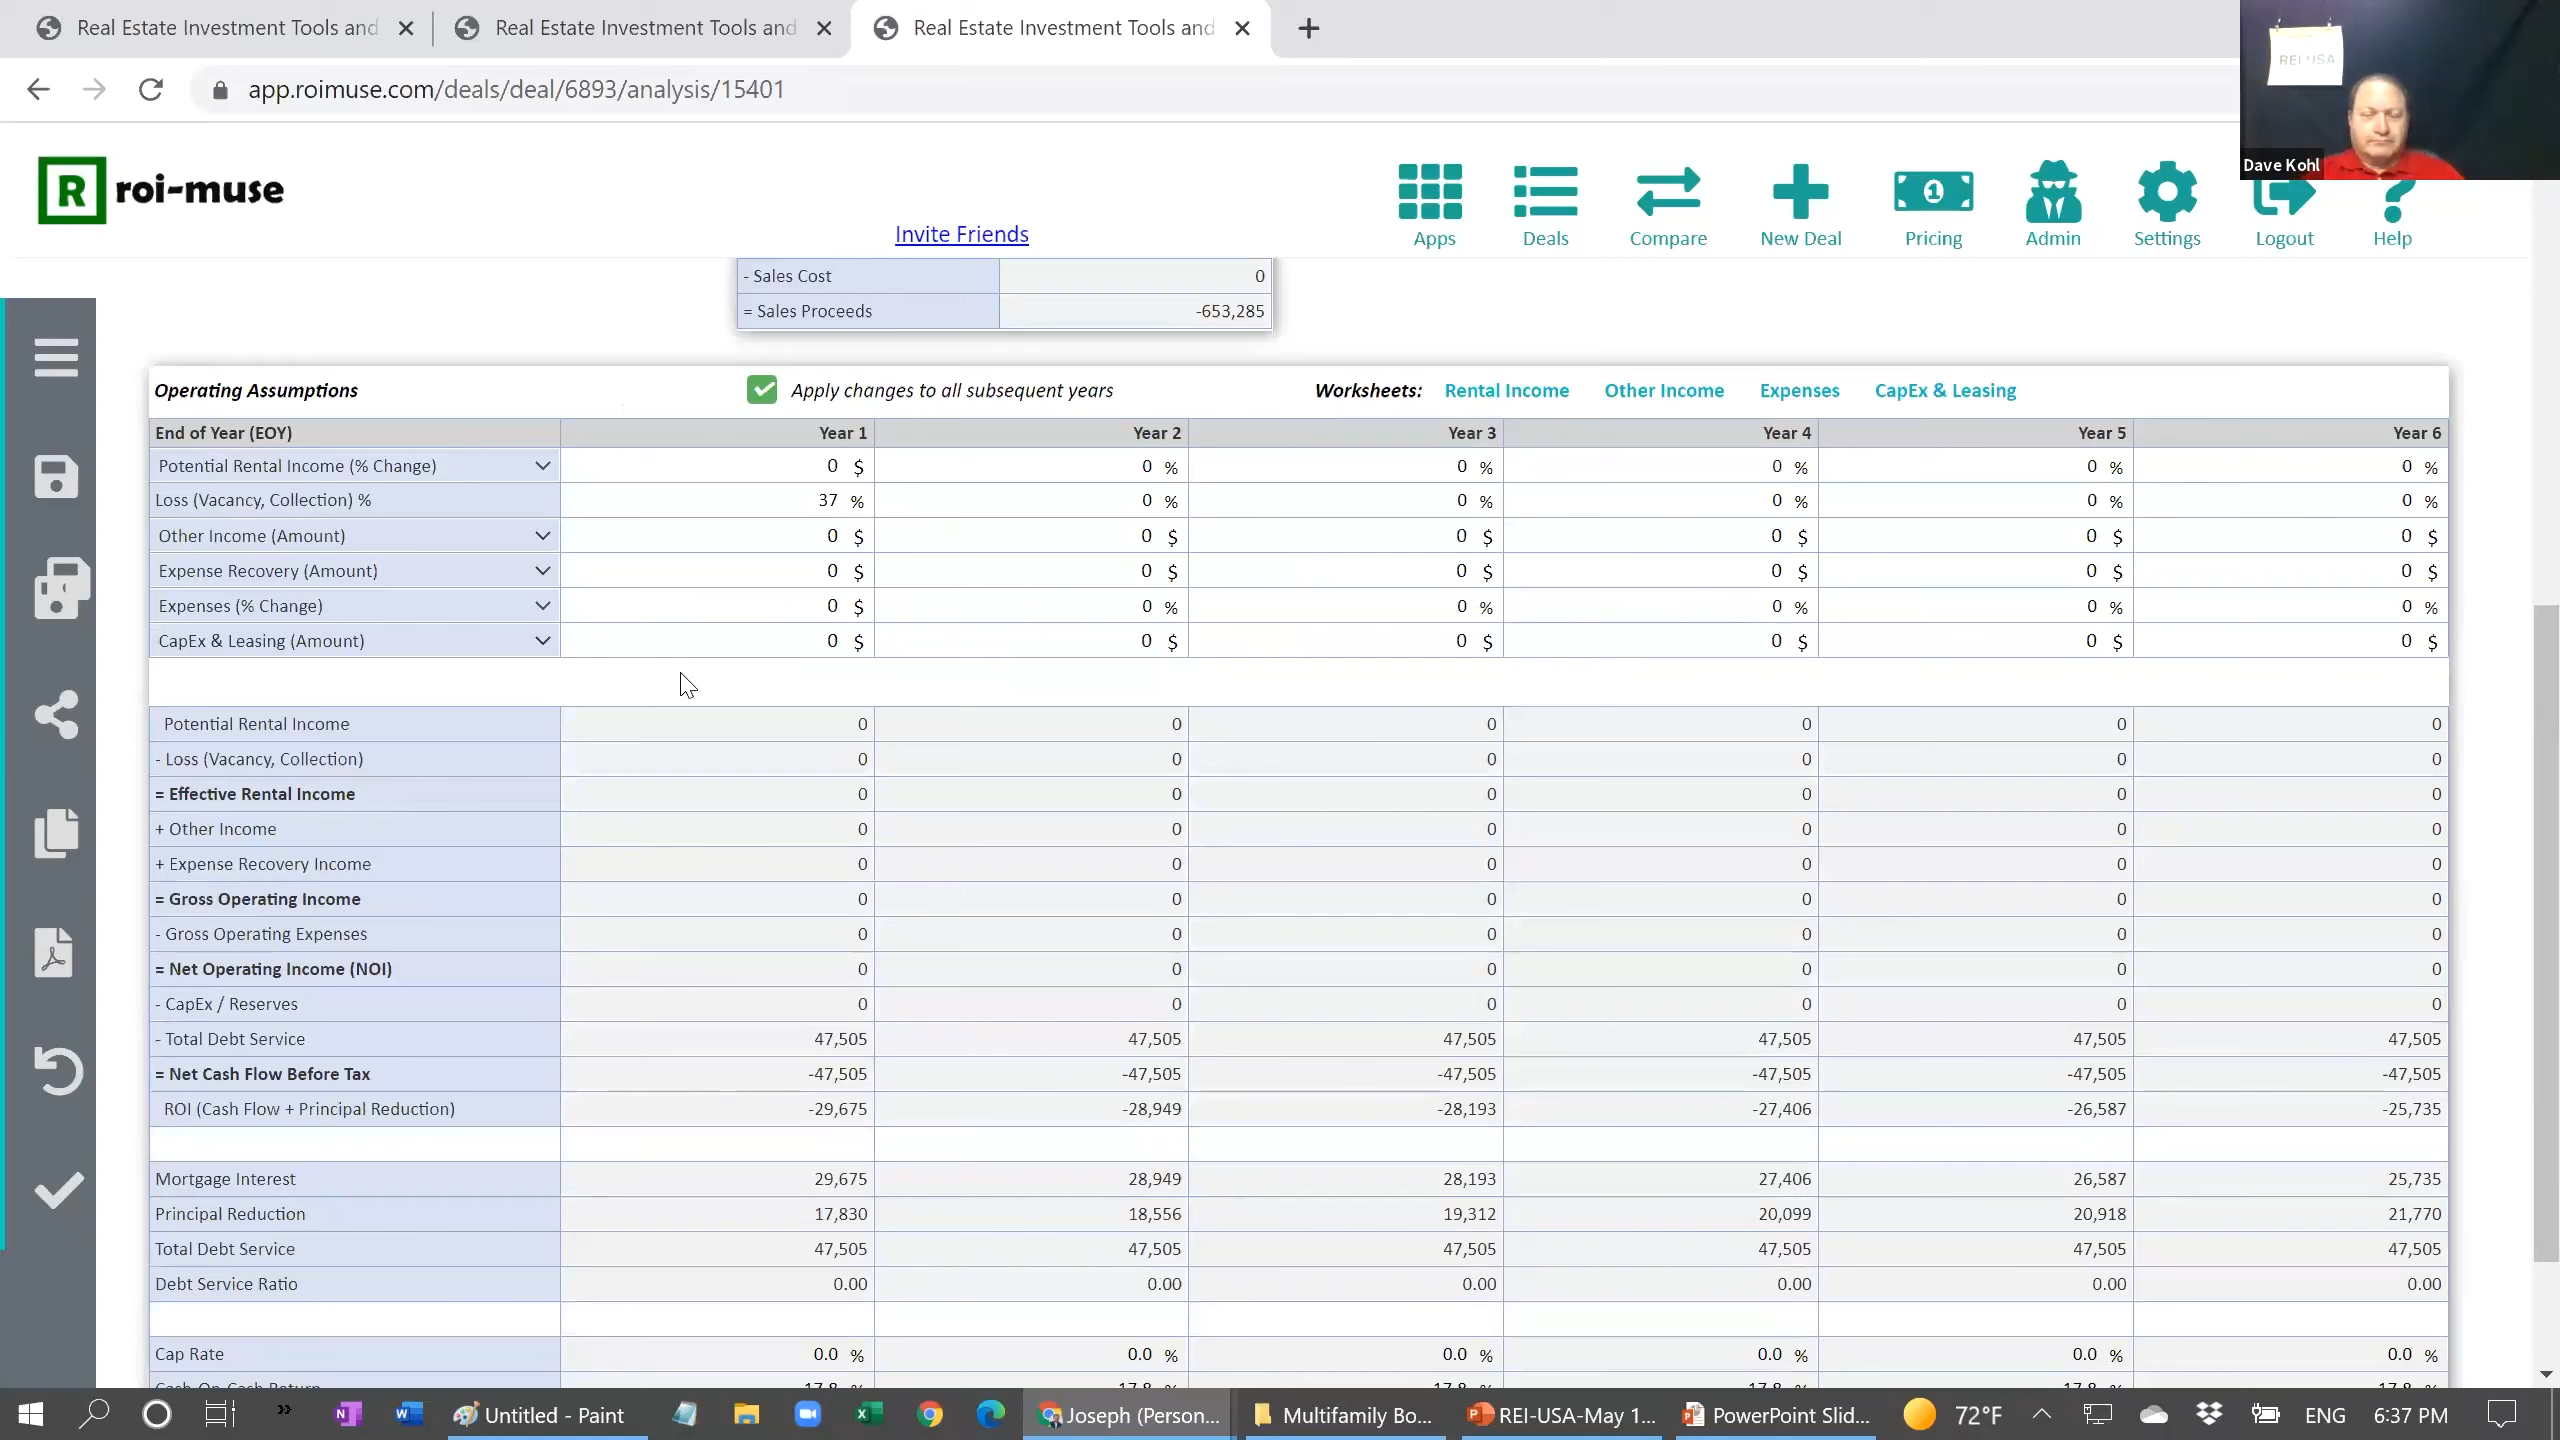 Real Estate Investment Tools and
Real Estate Investment Tools and
Real Estate Investment Tools and
app.roimuse.com/deals/deal/6893/analysis/15401
REI USA
Dave Kohl
R roi-muse
Invite Friends
Apps Deals Compare New Deal Pricing Admin Settings Logout Help
- Sales Cost 0
= Sales Proceeds -653,285
Operating Assumptions Apply changes to all subsequent years Worksheets: Rental Income Other Income Expenses CapEx & Leasing
End of Year (EOY) Year 1 Year 2 Year 3 Year 4 Year 5 Year 6
Potential Rental Income (% Change) 0 $ 0 % 0 % 0 % 0 % 0 %
Loss (Vacancy, Collection) % 37 % 0 % 0 % 0 % 0 % 0 %
Other Income (Amount) 0 $ 0 $ 0 $ 0 $ 0 $ 0 $
Expense Recovery (Amount) 0 $ 0 $ 0 $ 0 $ 0 $ 0 $
Expenses (% Change) 0 $ 0 % 0 % 0 % 0 % 0 %
CapEx & Leasing (Amount) 0 $ 0 $ 0 $ 0 $ 0 $ 0 $
Potential Rental Income 0 0 0 0 0 0
- Loss (Vacancy, Collection) 0 0 0 0 0 0
= Effective Rental Income 0 0 0 0 0 0
+ Other Income 0 0 0 0 0 0
+ Expense Recovery Income 0 0 0 0 0 0
= Gross Operating Income 0 0 0 0 0 0
- Gross Operating Expenses 0 0 0 0 0 0
= Net Operating Income (NOI) 0 0 0 0 0 0
- CapEx / Reserves 0 0 0 0 0 0
- Total Debt Service 47,505 47,505 47,505 47,505 47,505 47,505
= Net Cash Flow Before Tax -47,505 -47,505 -47,505 -47,505 -47,505 -47,505
ROI (Cash Flow + Principal Reduction) -29,675 -28,949 -28,193 -27,406 -26,587 -25,735
Mortgage Interest 29,675 28,949 28,193 27,406 26,587 25,735
Principal Reduction 17,830 18,556 19,312 20,099 20,918 21,770
Total Debt Service 47,505 47,505 47,505 47,505 47,505 47,505
Debt Service Ratio 0.00 0.00 0.00 0.00 0.00 0.00
Cap Rate 0.0 % 0.0 % 0.0 % 0.0 % 0.0 % 0.0 %
Untitled - Paint Joseph (Person... Multifamily Bo... REI-USA-May 1... PowerPoint Slid... 72°F ENG 6:37 PM